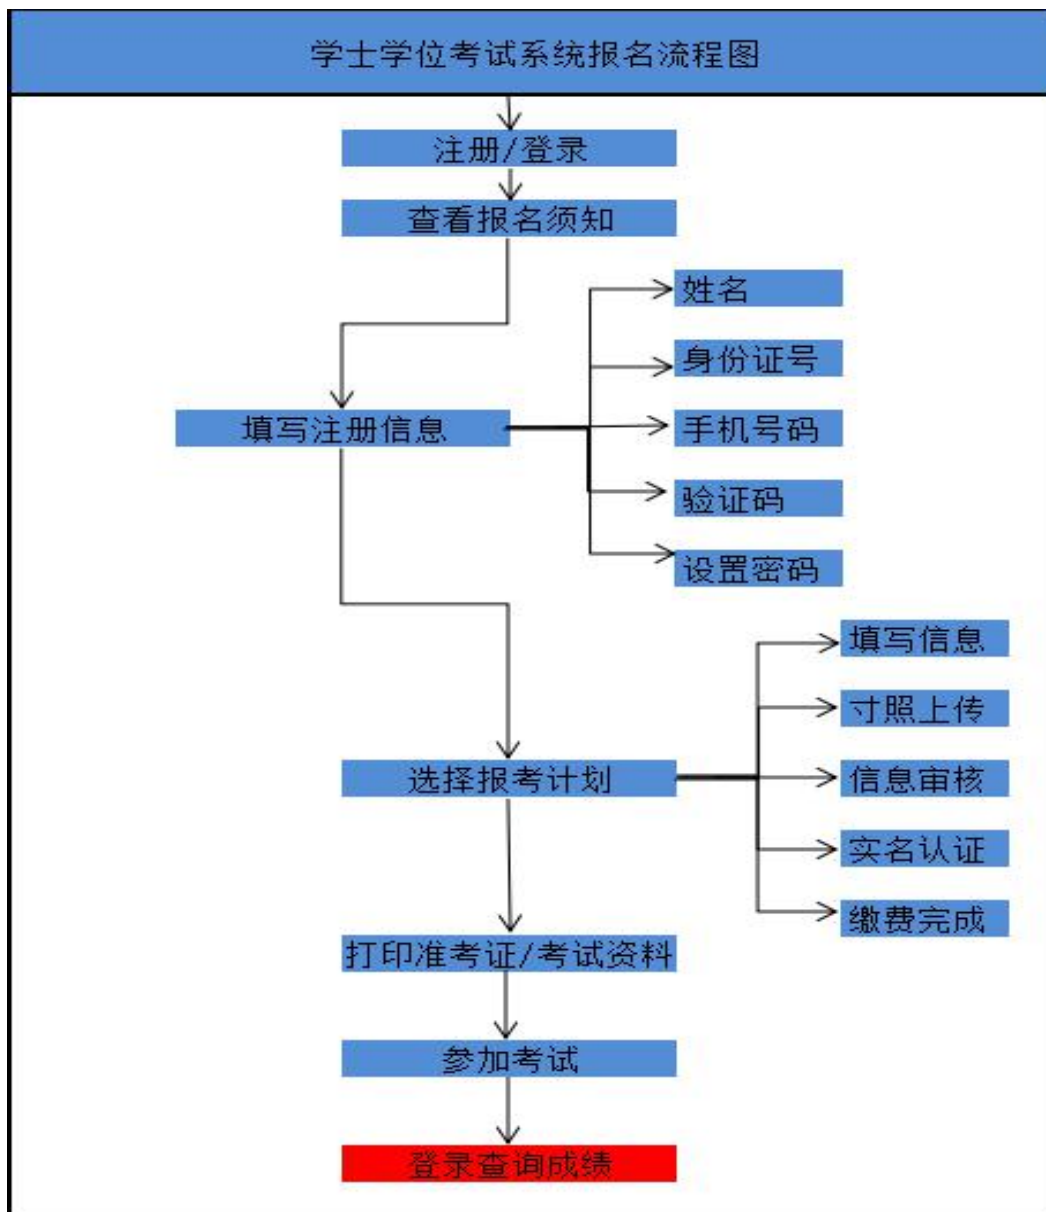 学士学位考试系统报名流程图
注册/登录
查看报名须知
姓名
身份证号
填写注册信息
手机号码
验证码
设置密码
填写信息
寸照上传
选择报考计划
信息审核
实名认证
缴费完成
打印准考证/考试资料
参加考试
登录查询成绩